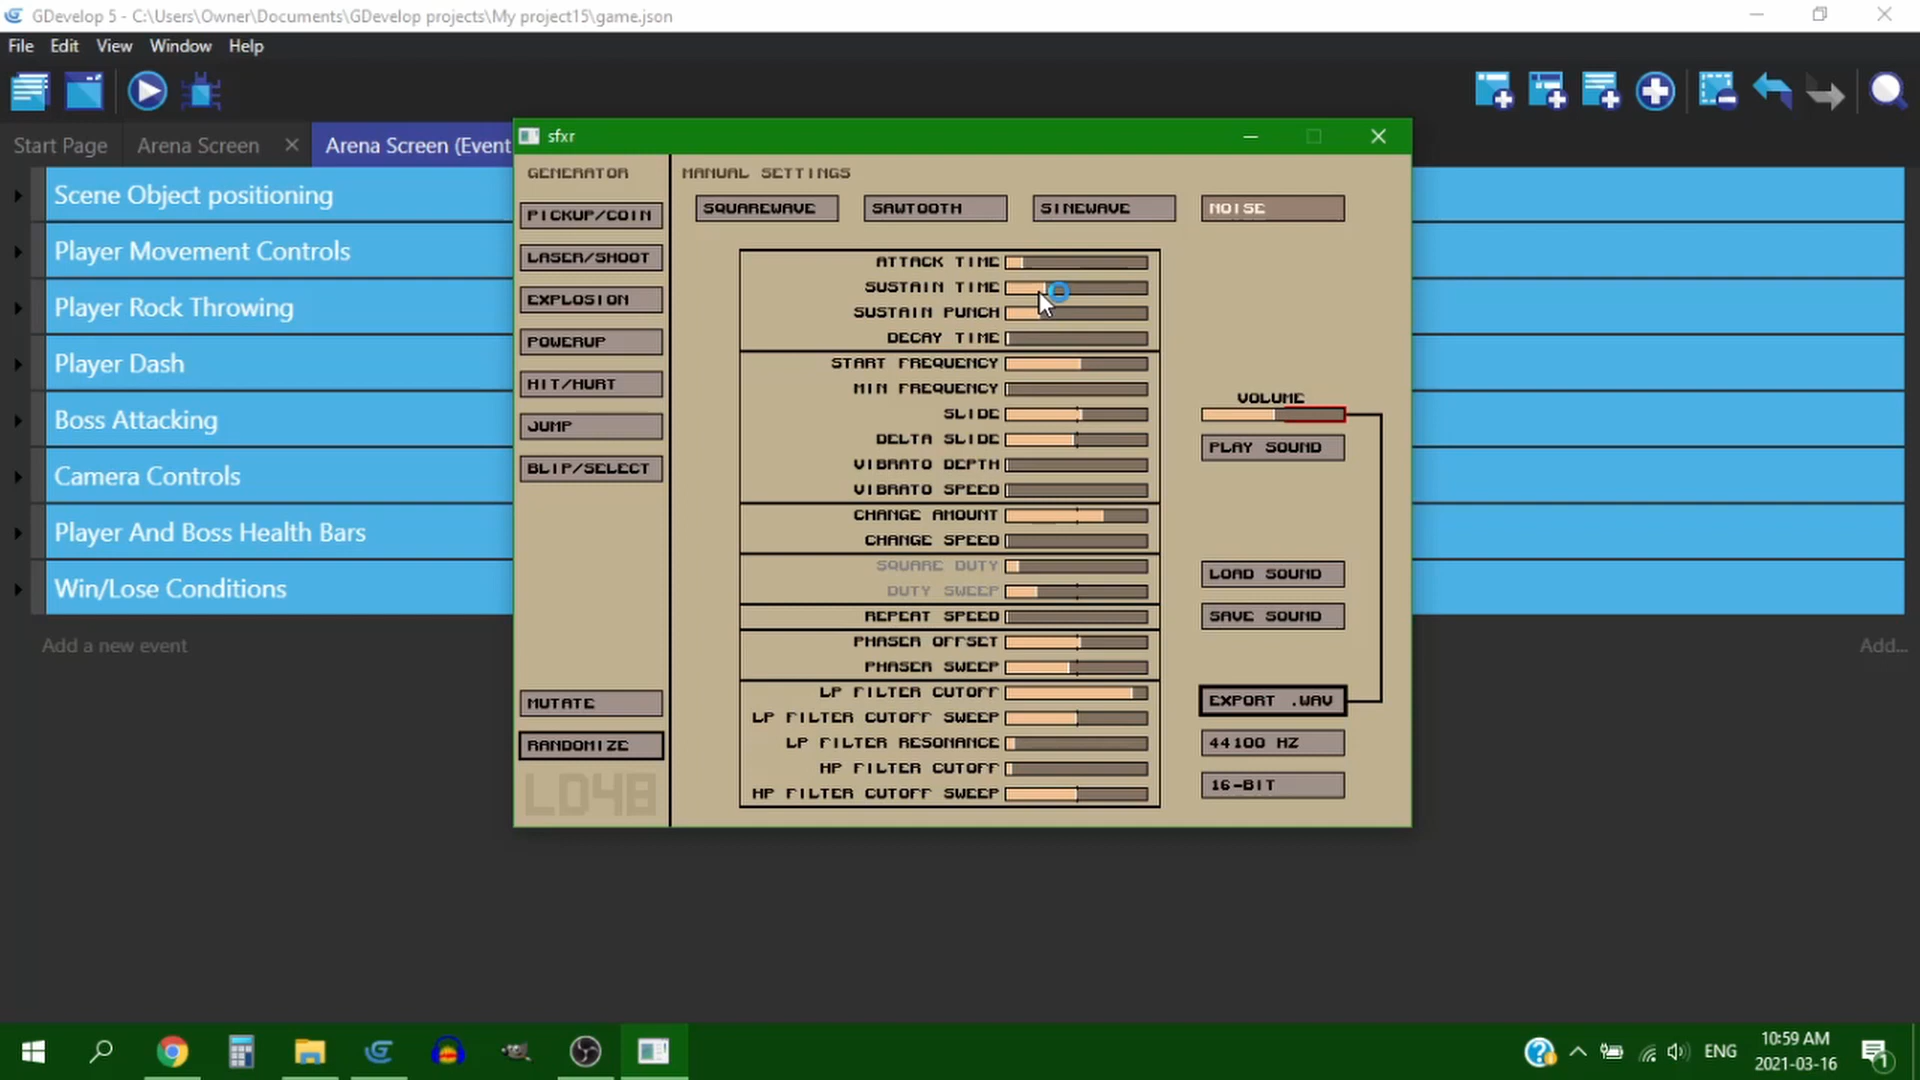 GDevelop 5 - C:\Users\Owner\Documents\GDevelop projects\My project15\game.json
File Edit View Window Help
Start Page
Arena Screen
Arena Screen (Event
Scene Object positioning
Player Movement Controls
Player Rock Throwing
Player Dash
Boss Attacking
Camera Controls
Player And Boss Health Bars
Win/Lose Conditions
Add a new event
Add...
sfxr
GENERATOR
PICKUP/COIN
LASER/SHOOT
EXPLOSION
POWERUP
HIT/HURT
JUMP
BLIP/SELECT
MUTATE
RANDOMIZE
LD48
MANUAL SETTINGS
SQUAREWAVE
SAWTOOTH
SINEWAVE
NOISE
ATTACK TIME
SUSTAIN TIME
SUSTAIN PUNCH
DECAY TIME
START FREQUENCY
MIN FREQUENCY
SLIDE
DELTA SLIDE
VIBRATO DEPTH
VIBRATO SPEED
CHANGE AMOUNT
CHANGE SPEED
SQUARE DUTY
DUTY SWEEP
REPEAT SPEED
PHASER OFFSET
PHASER SWEEP
LP FILTER CUTOFF
LP FILTER CUTOFF SWEEP
LP FILTER RESONANCE
HP FILTER CUTOFF
HP FILTER CUTOFF SWEEP
VOLUME
PLAY SOUND
LOAD SOUND
SAVE SOUND
EXPORT .WAV
44100 HZ
16-BIT
ENG
10:59 AM
2021-03-16
1